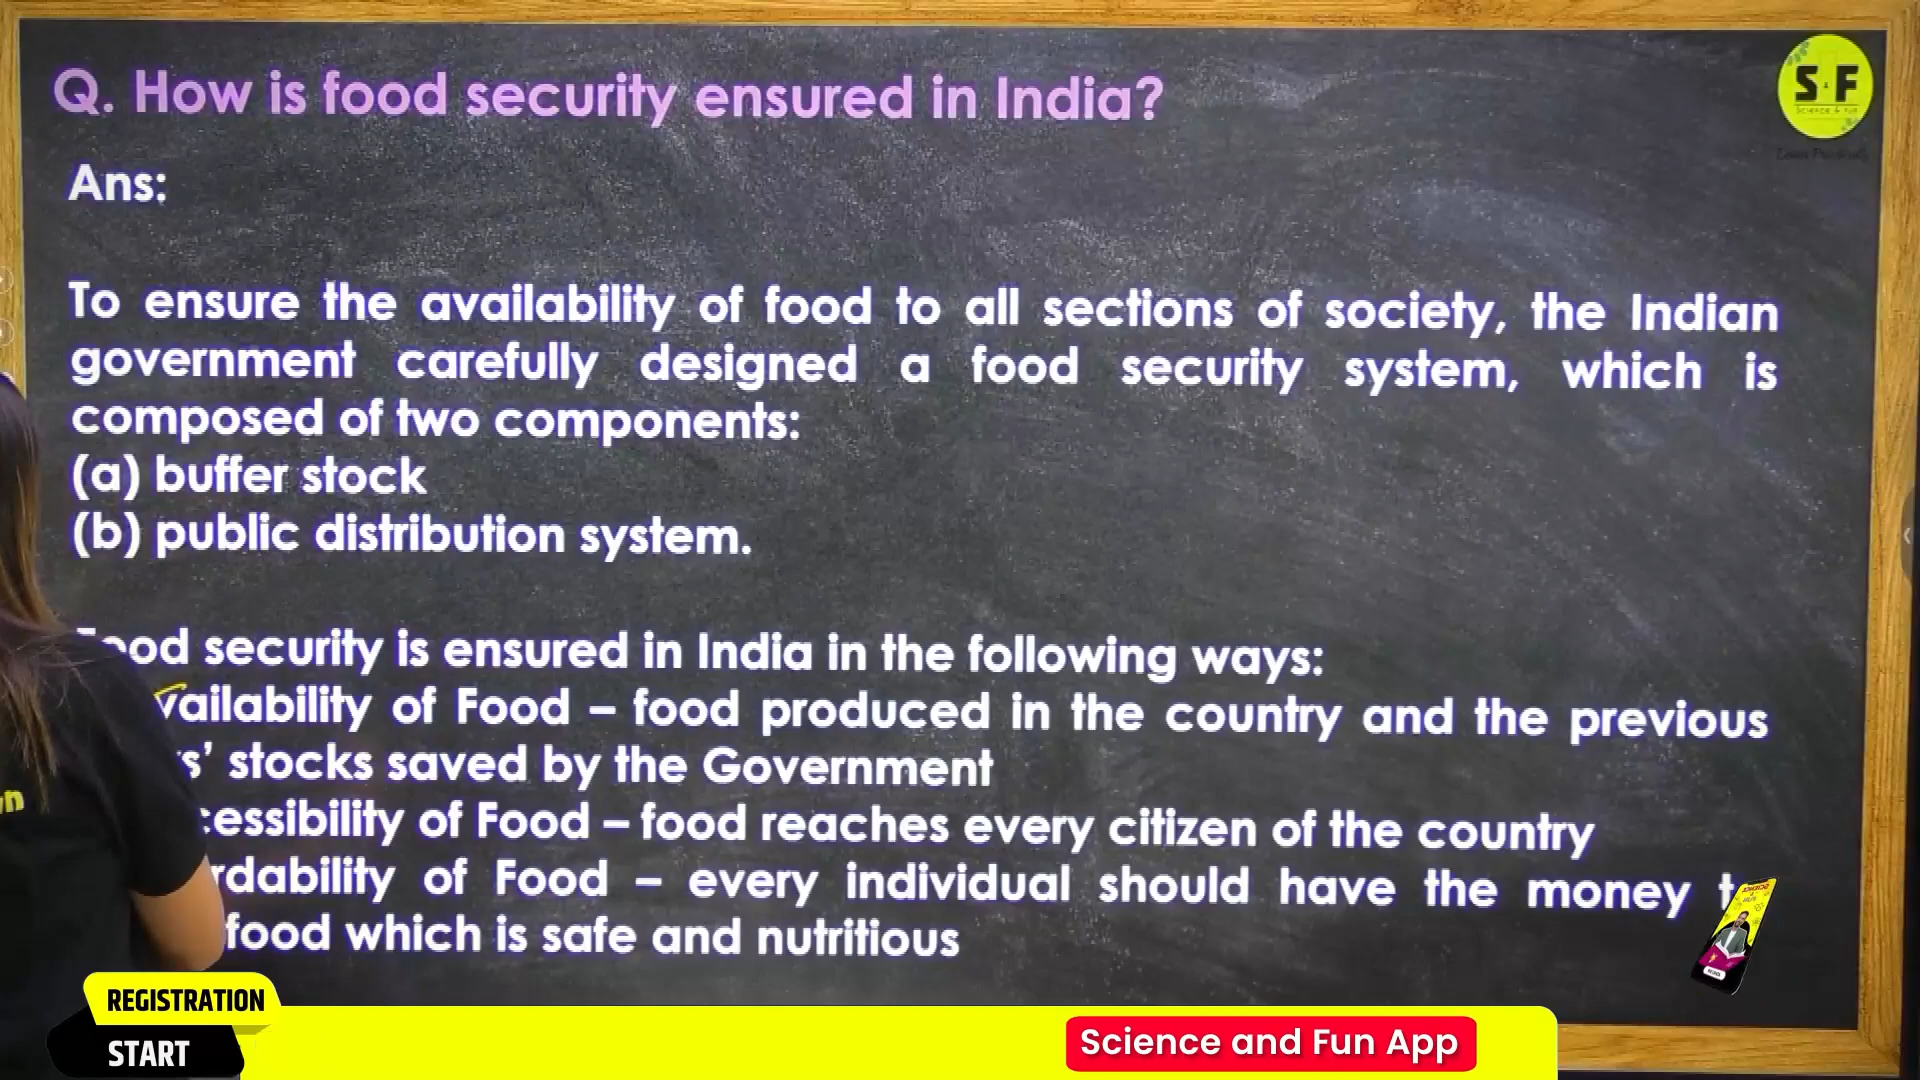 Q. How is food security ensured in India?
S F
Science & Fun
Ans:
To ensure the availability of food to all sections of society, the Indian
government carefully designed a food security system, which is
composed of two components:
(a) buffer stock
(b) public distribution system.
security is ensured in India in the following ways:
of Food – food produced in the country and the previous
stocks saved by the Government
of Food – food reaches every citizen of the country
of Food – every individual should have the money
food which is safe and nutritious
REGISTRATION
START
Science and Fun App